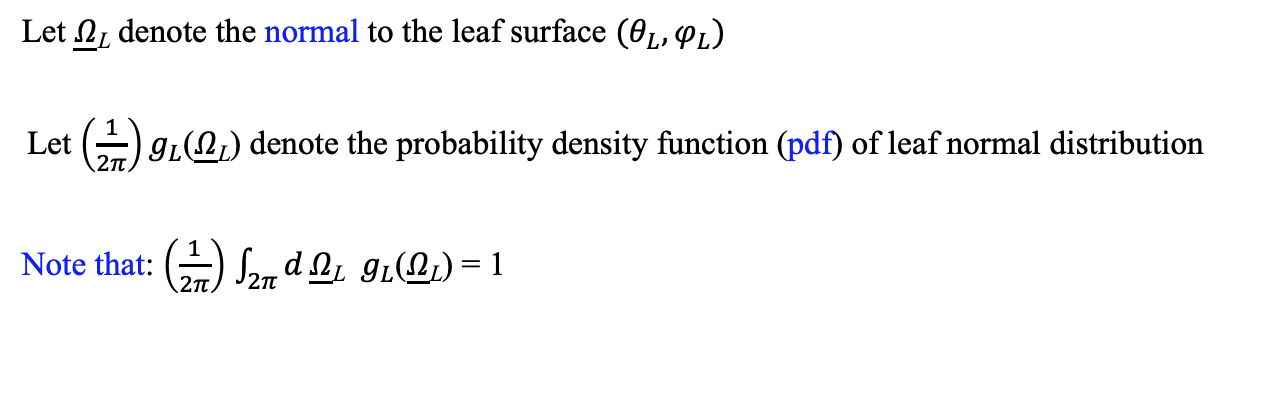 Let Ω_L denote the normal to the leaf surface (θ_L, φ_L)
Let (1/2π) g_L(Ω_L) denote the probability density function (pdf) of leaf normal distribution
Note that: (1/2π) ∫_2π d Ω_L g_L(Ω_L) = 1